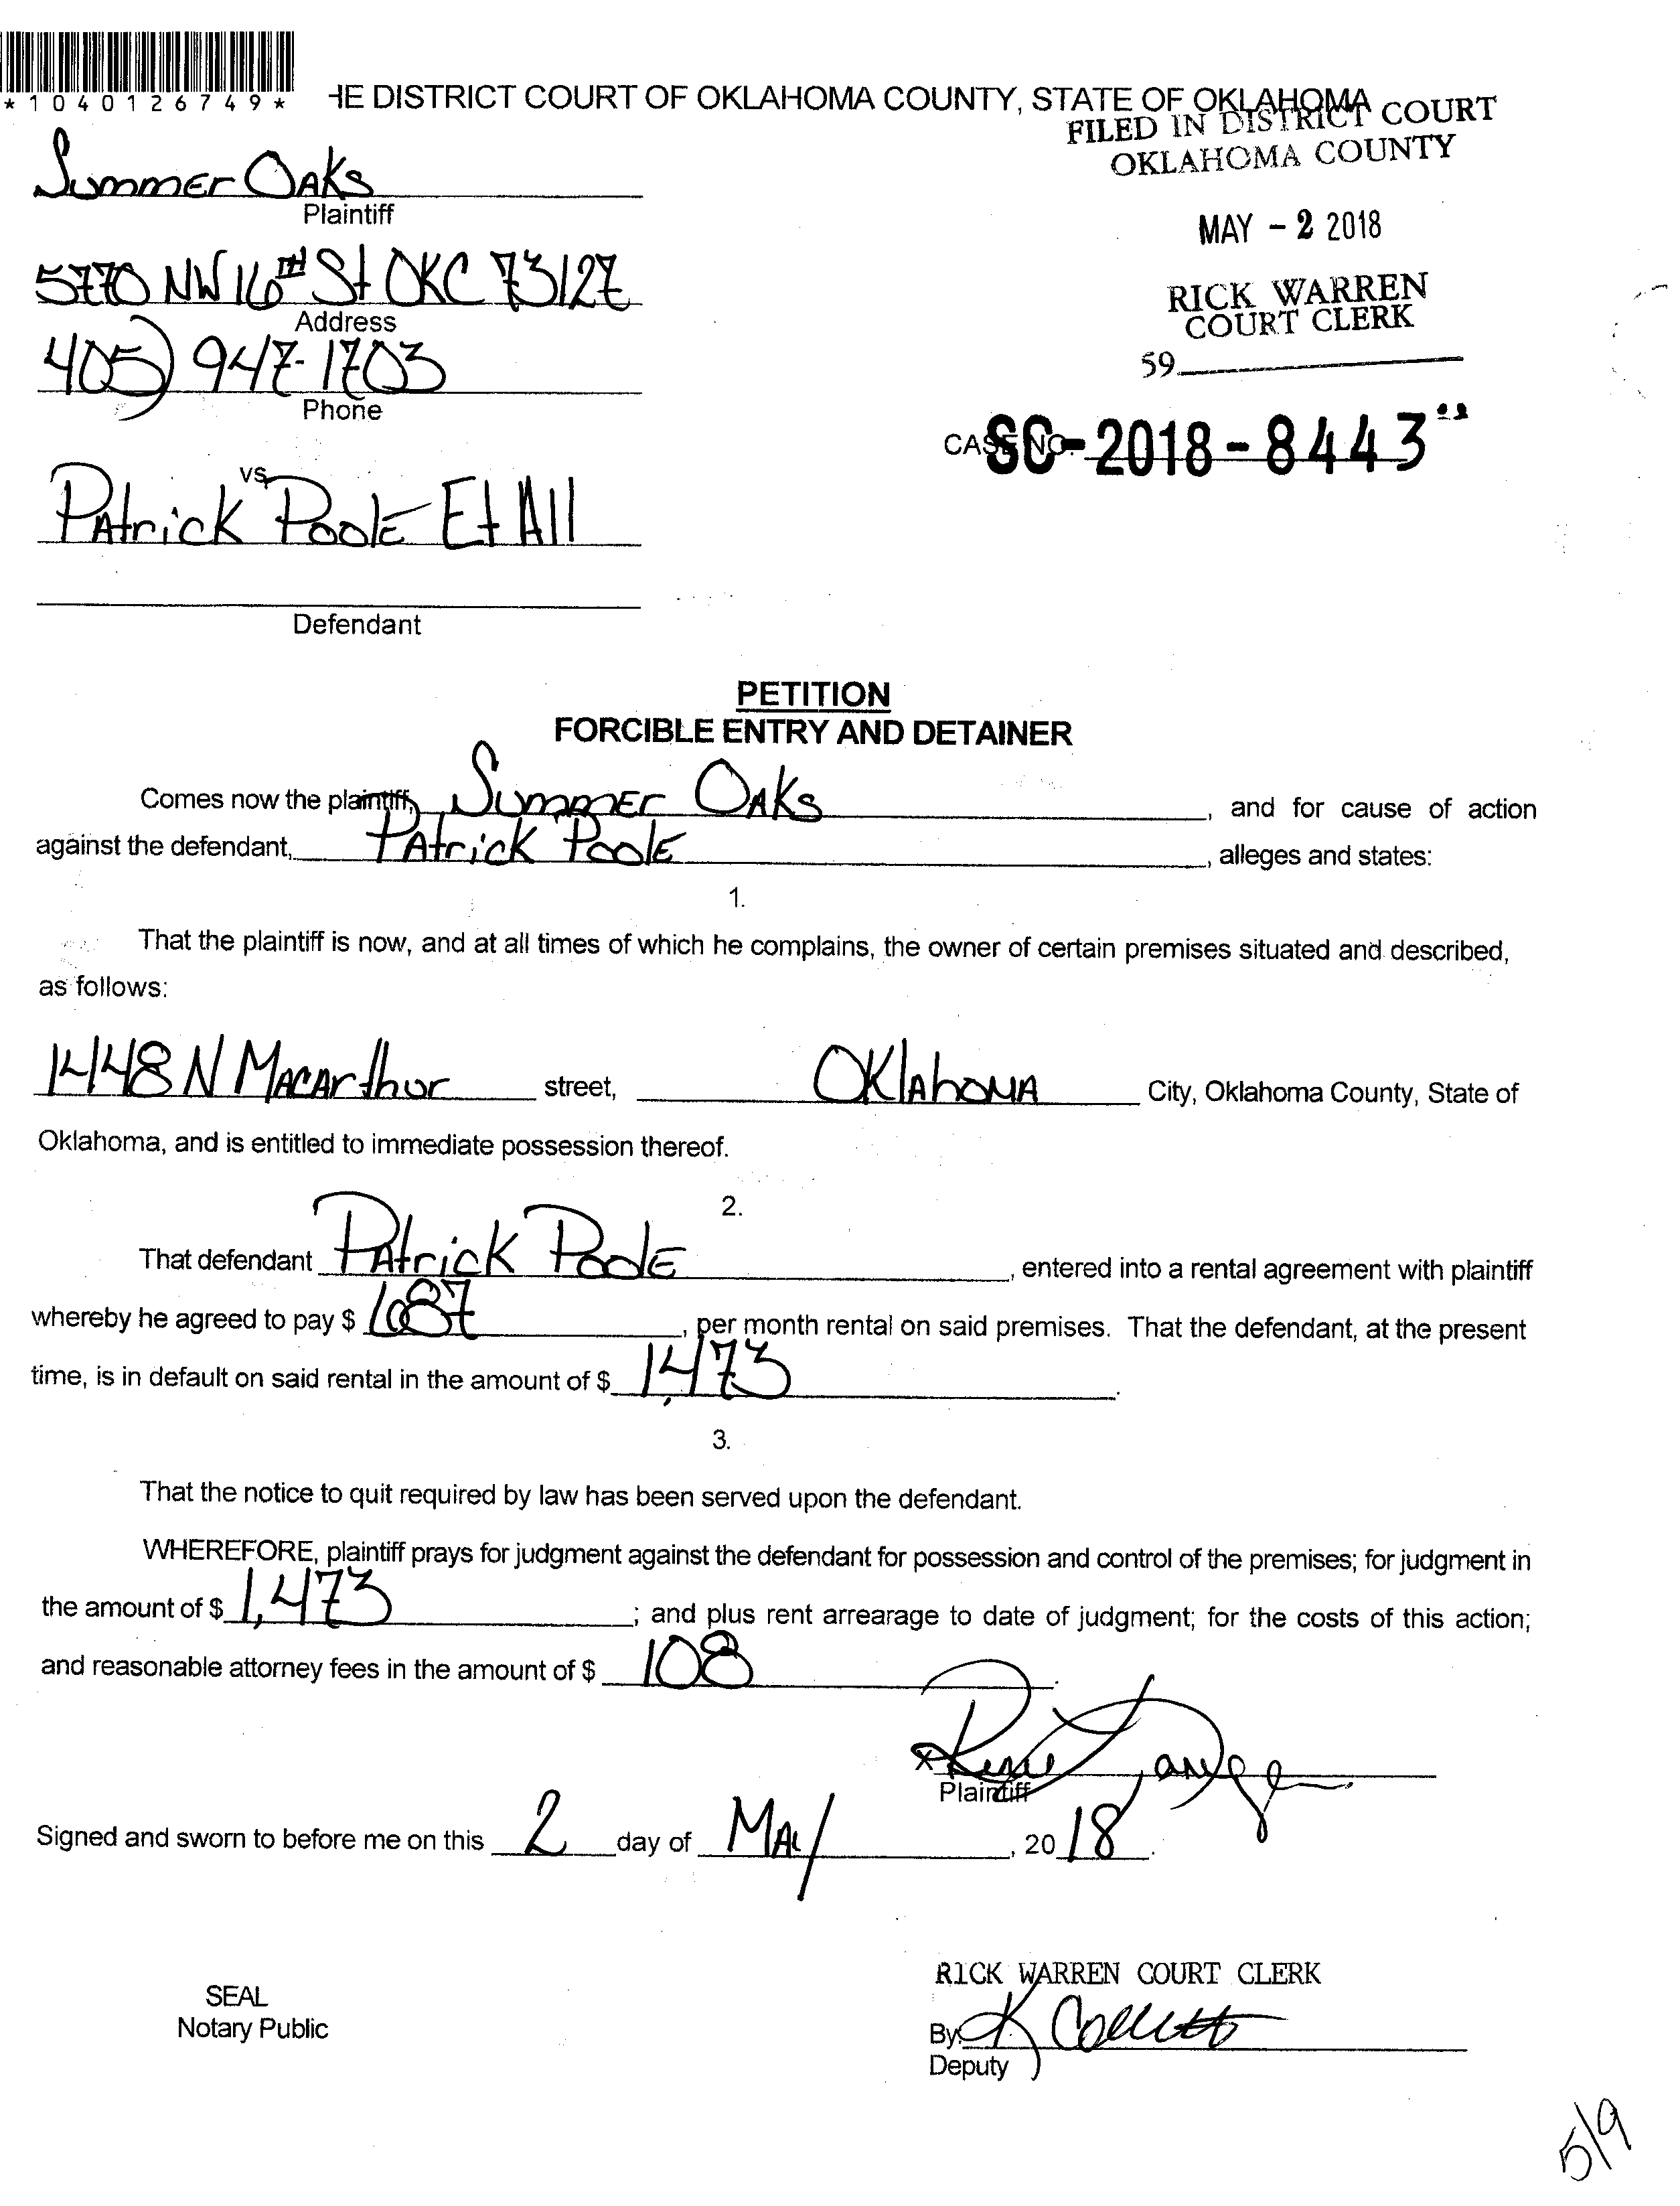 *1040126749*
HE DISTRICT COURT OF OKLAHOMA COUNTY, STATE OF OKLAHOMA
FILED IN DISTRICT COURT
OKLAHOMA COUNTY
Summer Oaks
Plaintiff
MAY - 2 2018
5770 NW 16TH St OKC 73127
Address
RICK WARREN
COURT CLERK
405) 947-1703
Phone
59
CASE NO. SC-2018-8443
vs.
Patrick Poole Et All
Defendant
PETITION
FORCIBLE ENTRY AND DETAINER
Comes now the plaintiff, Summer Oaks, and for cause of action
against the defendant, Patrick Poole, alleges and states:
1.
That the plaintiff is now, and at all times of which he complains, the owner of certain premises situated and described,
as follows:
1448 N Macarthur street, Oklahoma City, Oklahoma County, State of
Oklahoma, and is entitled to immediate possession thereof.
2.
That defendant Patrick Poole, entered into a rental agreement with plaintiff
whereby he agreed to pay $ 1087, per month rental on said premises. That the defendant, at the present
time, is in default on said rental in the amount of $ 1,473.
3.
That the notice to quit required by law has been served upon the defendant.
WHEREFORE, plaintiff prays for judgment against the defendant for possession and control of the premises; for judgment in
the amount of $ 1,473; and plus rent arrearage to date of judgment; for the costs of this action;
and reasonable attorney fees in the amount of $ 108.
x
Plaintiff
Signed and sworn to before me on this 2 day of May, 2018.
RICK WARREN COURT CLERK
SEAL
Notary Public
By: K
Deputy
5/9